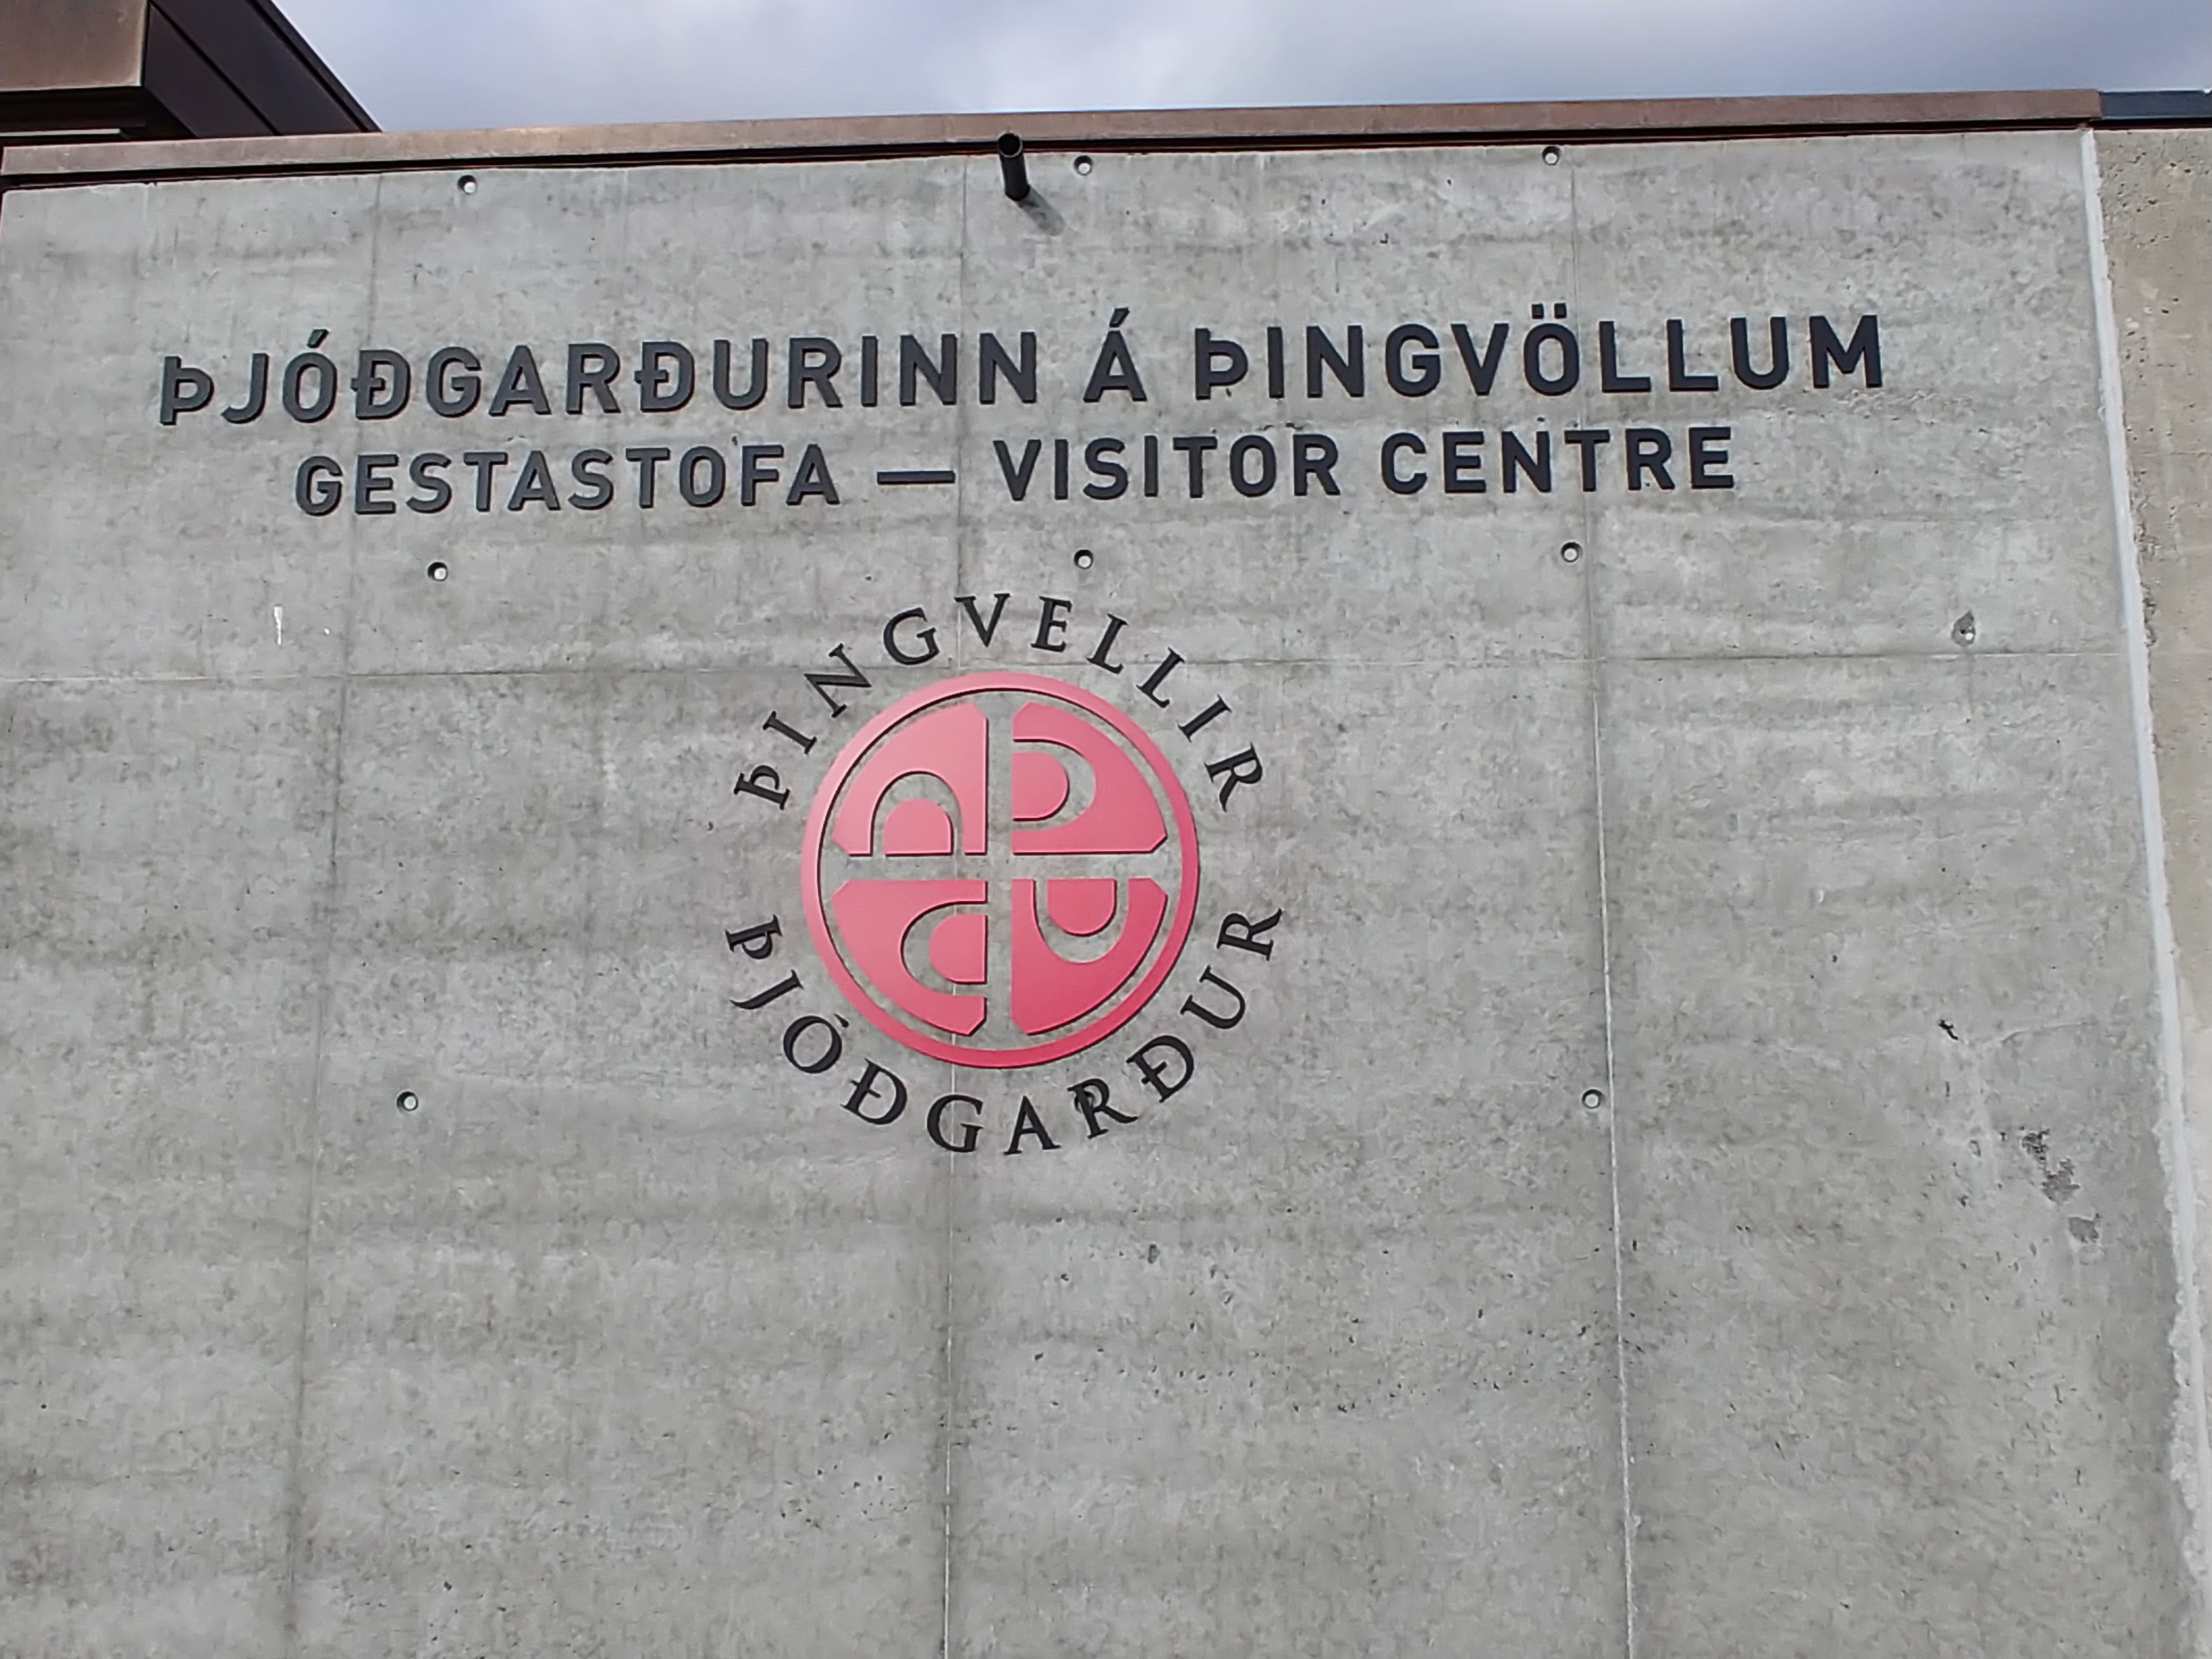 ÞJÓÐGARÐURINN Á ÞINGVÖLLUM
GESTASTOFA — VISITOR CENTRE
ÞINGVELLIR
ÞJÓÐGARÐUR